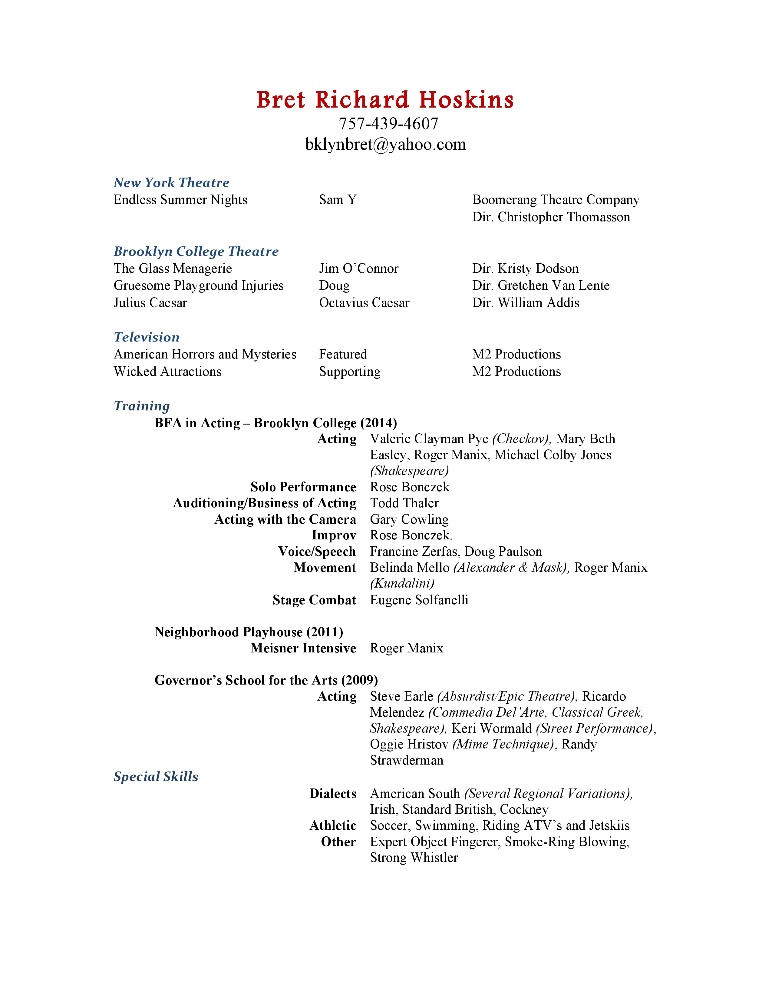 Bret Richard Hoskins
757-439-4607
bklynbret@yahoo.com
New York Theatre
Endless Summer Nights Sam Y Boomerang Theatre Company
Dir. Christopher Thomasson
Brooklyn College Theatre
The Glass Menagerie Jim O'Connor Dir. Kristy Dodson
Gruesome Playground Injuries Doug Dir. Gretchen Van Lente
Julius Caesar Octavius Caesar Dir. William Addis
Television
American Horrors and Mysteries Featured M2 Productions
Wicked Attractions Supporting M2 Productions
Training
BFA in Acting – Brooklyn College (2014)
Acting Valerie Clayman Pye (Checkov), Mary Beth
Easley, Roger Manix, Michael Colby Jones
(Shakespeare)
Solo Performance Rose Bonczek
Auditioning/Business of Acting Todd Thaler
Acting with the Camera Gary Cowling
Improv Rose Bonczek.
Voice/Speech Francine Zerfas, Doug Paulson
Movement Belinda Mello (Alexander & Mask), Roger Manix
(Kundalini)
Stage Combat Eugene Solfanelli
Neighborhood Playhouse (2011)
Meisner Intensive Roger Manix
Governor's School for the Arts (2009)
Acting Steve Earle (Absurdist/Epic Theatre), Ricardo
Melendez (Commedia Del'Arte, Classical Greek,
Shakespeare), Keri Wormald (Street Performance),
Oggie Hristov (Mime Technique), Randy
Strawderman
Special Skills
Dialects American South (Several Regional Variations),
Irish, Standard British, Cockney
Athletic Soccer, Swimming, Riding ATV's and Jetskiis
Other Expert Object Fingerer, Smoke-Ring Blowing,
Strong Whistler